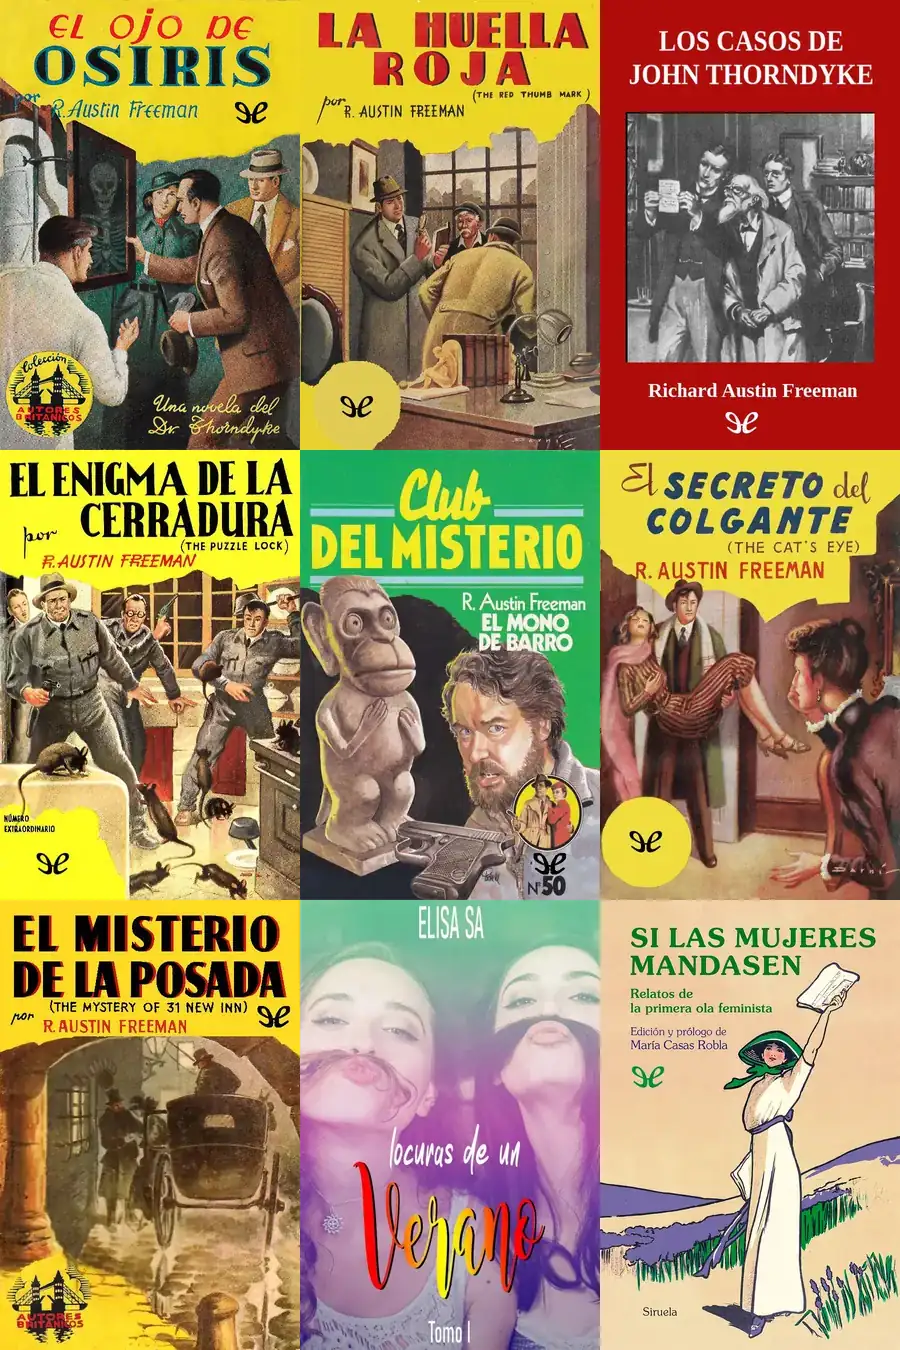 EL OJO DE
OSIRIS
por
R. Austin Freeman
Colección
AUTORES
BRITANICOS
Una novela del
Dr. Thorndyke
LA HUELLA
ROJA
(THE RED THUMB MARK)
por
R. AUSTIN FREEMAN
LOS CASOS DE
JOHN THORNDYKE
Richard Austin Freeman
EL ENIGMA DE LA
CERRADURA
(THE PUZZLE LOCK)
por
R. AUSTIN FREEMAN
NÚMERO
EXTRAORDINARIO
Club
DEL MISTERIO
R. Austin Freeman
EL MONO
DE BARRO
Nº 50
El SECRETO del
COLGANTE
(THE CAT'S EYE)
R. AUSTIN FREEMAN
EL MISTERIO
DE LA POSADA
(THE MYSTERY OF 31 NEW INN)
por
R. AUSTIN FREEMAN
AUTORES
BRITANICOS
ELISA SA
locuras de un
Verano
Tomo I
SI LAS MUJERES
MANDASEN
Relatos de
la primera ola feminista
Edición y prólogo de
María Casas Robla
Siruela